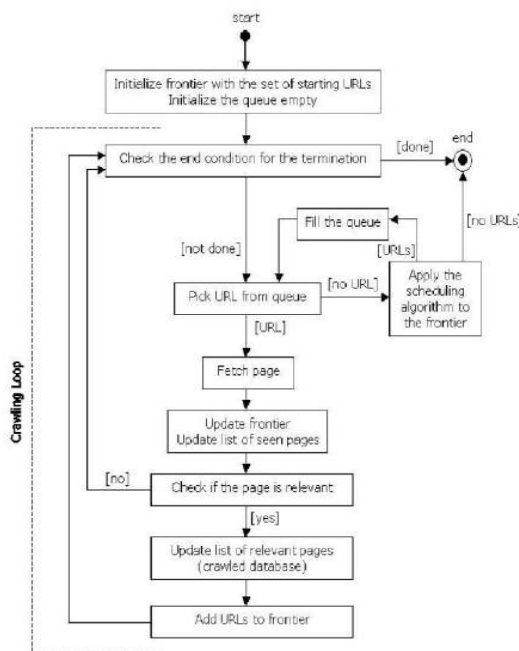 start
Initialize frontier with the set of starting URLs
Initialize the queue empty
Check the end condition for the termination
[done]
end
[no URLs]
Fill the queue
[URLs]
[not done]
Pick URL from queue
[no URL]
Apply the
scheduling
algorithm to
the frontier
[URL]
Fetch page
Crawling Loop
Update frontier
Update list of seen pages
[no]
Check if the page is relevant
[yes]
Update list of relevant pages
(crawled database)
Add URLs to frontier